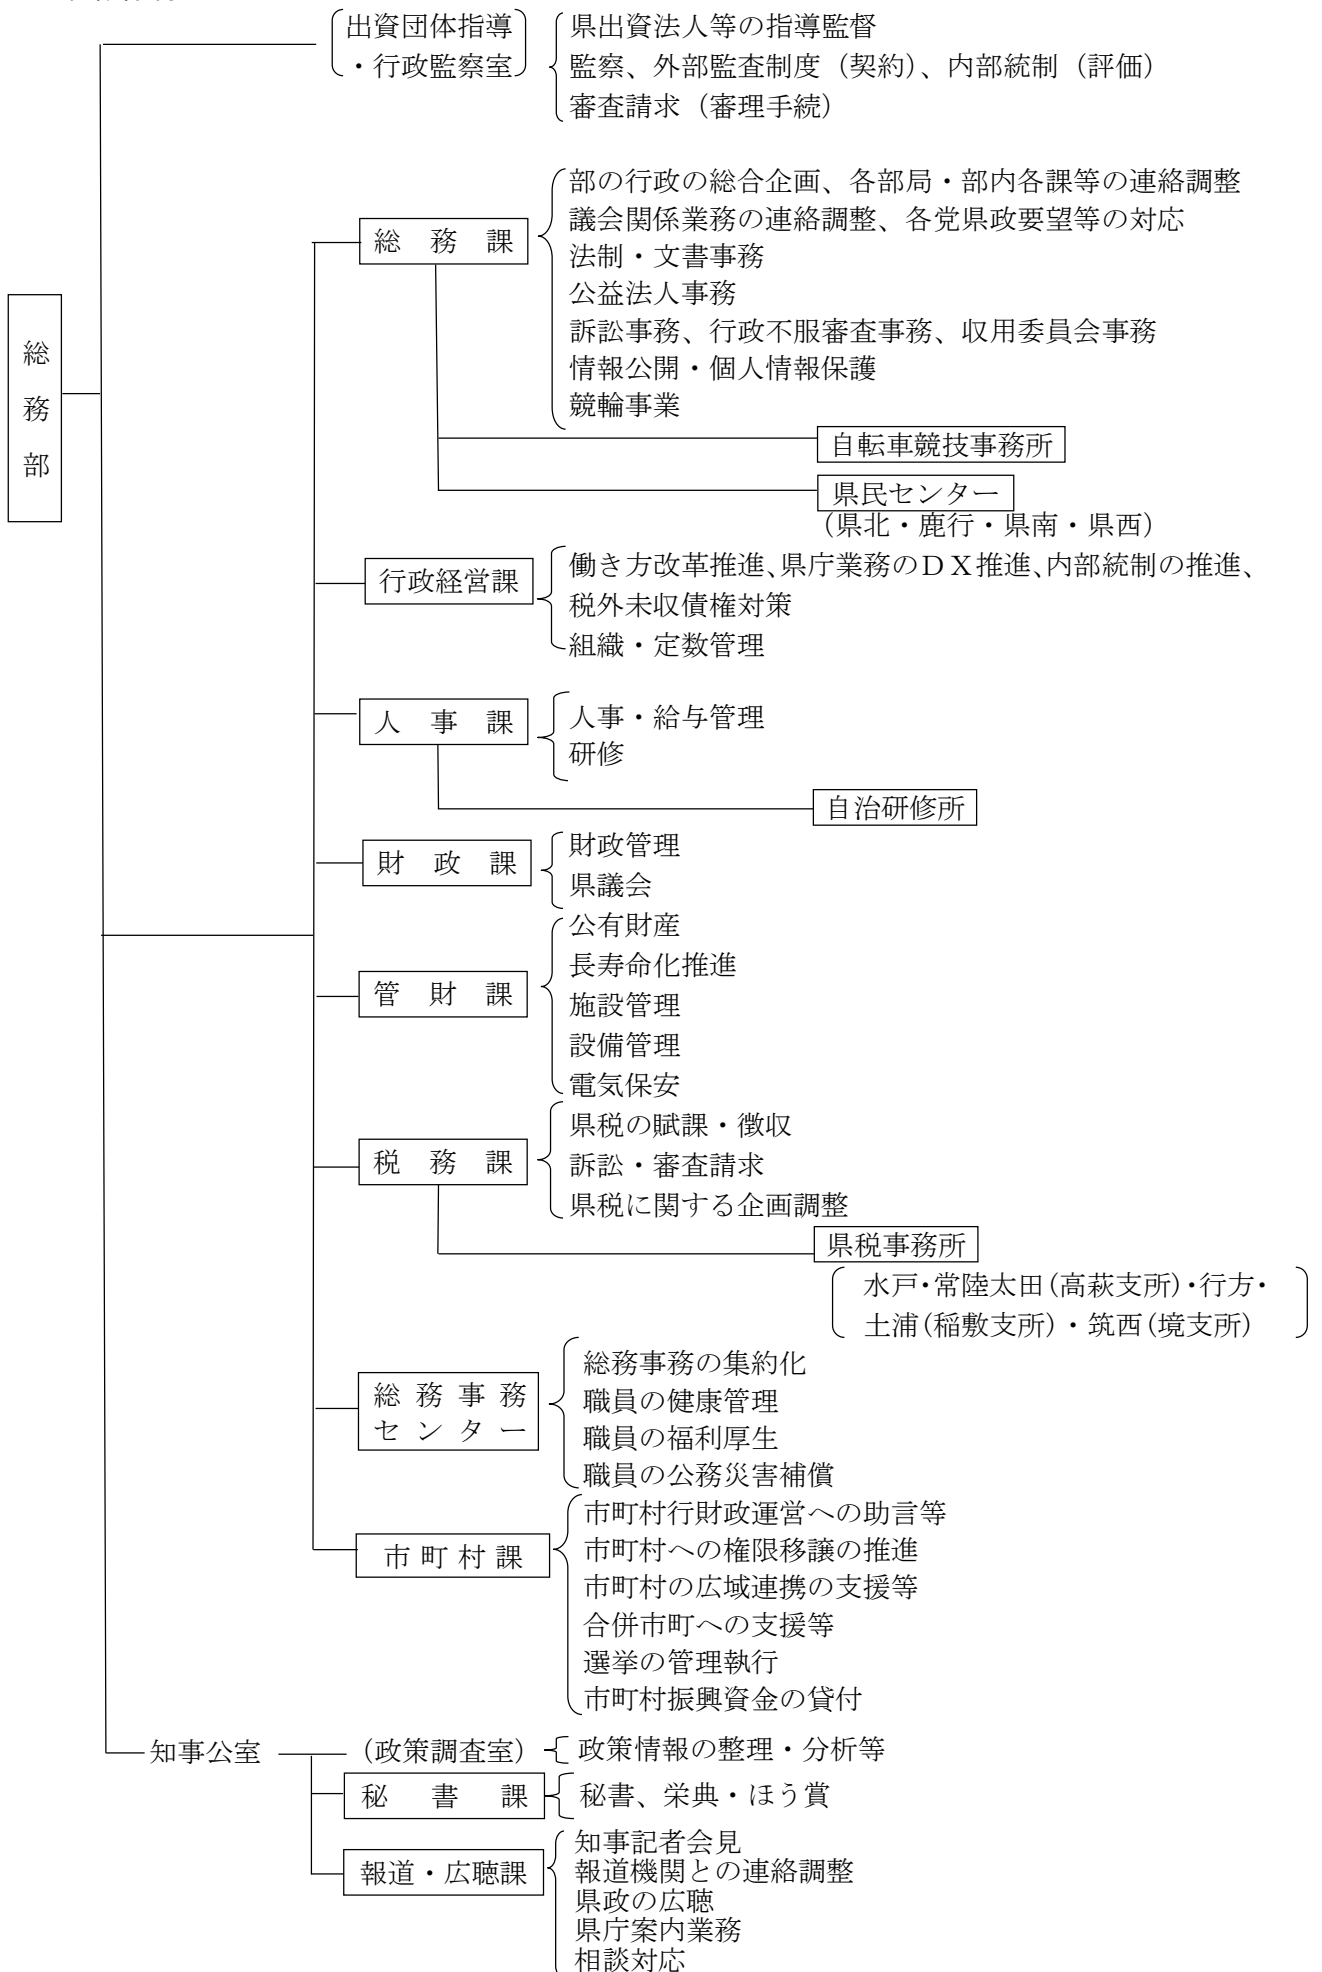 出資団体指導
・行政監察室
県出資法人等の指導監督
監察、外部監査制度（契約）、内部統制（評価）
審査請求（審理手続）
総務部
総務課
部の行政の総合企画、各部局・部内各課等の連絡調整
議会関係業務の連絡調整、各党県政要望等の対応
法制・文書事務
公益法人事務
訴訟事務、行政不服審査事務、収用委員会事務
情報公開・個人情報保護
競輪事業
自転車競技事務所
県民センター
（県北・鹿行・県南・県西）
行政経営課
働き方改革推進、県庁業務のＤＸ推進、内部統制の推進、
税外未収債権対策
組織・定数管理
人事課
人事・給与管理
研修
自治研修所
財政課
財政管理
県議会
管財課
公有財産
長寿命化推進
施設管理
設備管理
電気保安
税務課
県税の賦課・徴収
訴訟・審査請求
県税に関する企画調整
県税事務所
水戸・常陸太田(高萩支所)・行方・
土浦(稲敷支所)・筑西(境支所)
総務事務
センター
総務事務の集約化
職員の健康管理
職員の福利厚生
職員の公務災害補償
市町村課
市町村行財政運営への助言等
市町村への権限移譲の推進
市町村の広域連携の支援等
合併市町への支援等
選挙の管理執行
市町村振興資金の貸付
知事公室
（政策調査室）
政策情報の整理・分析等
秘書課
秘書、栄典・ほう賞
報道・広聴課
知事記者会見
報道機関との連絡調整
県政の広聴
県庁案内業務
相談対応